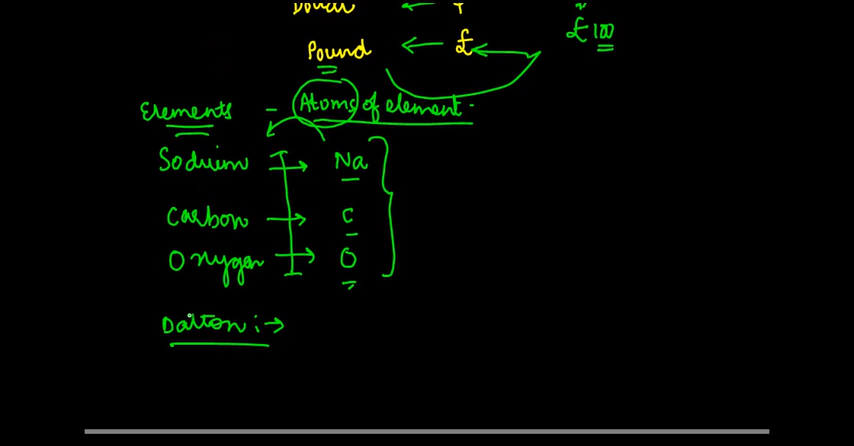 £100
Pound ← £
Elements - Atoms of element.
Sodium → Na
Carbon → C
Oxygen → O
Dalton : →